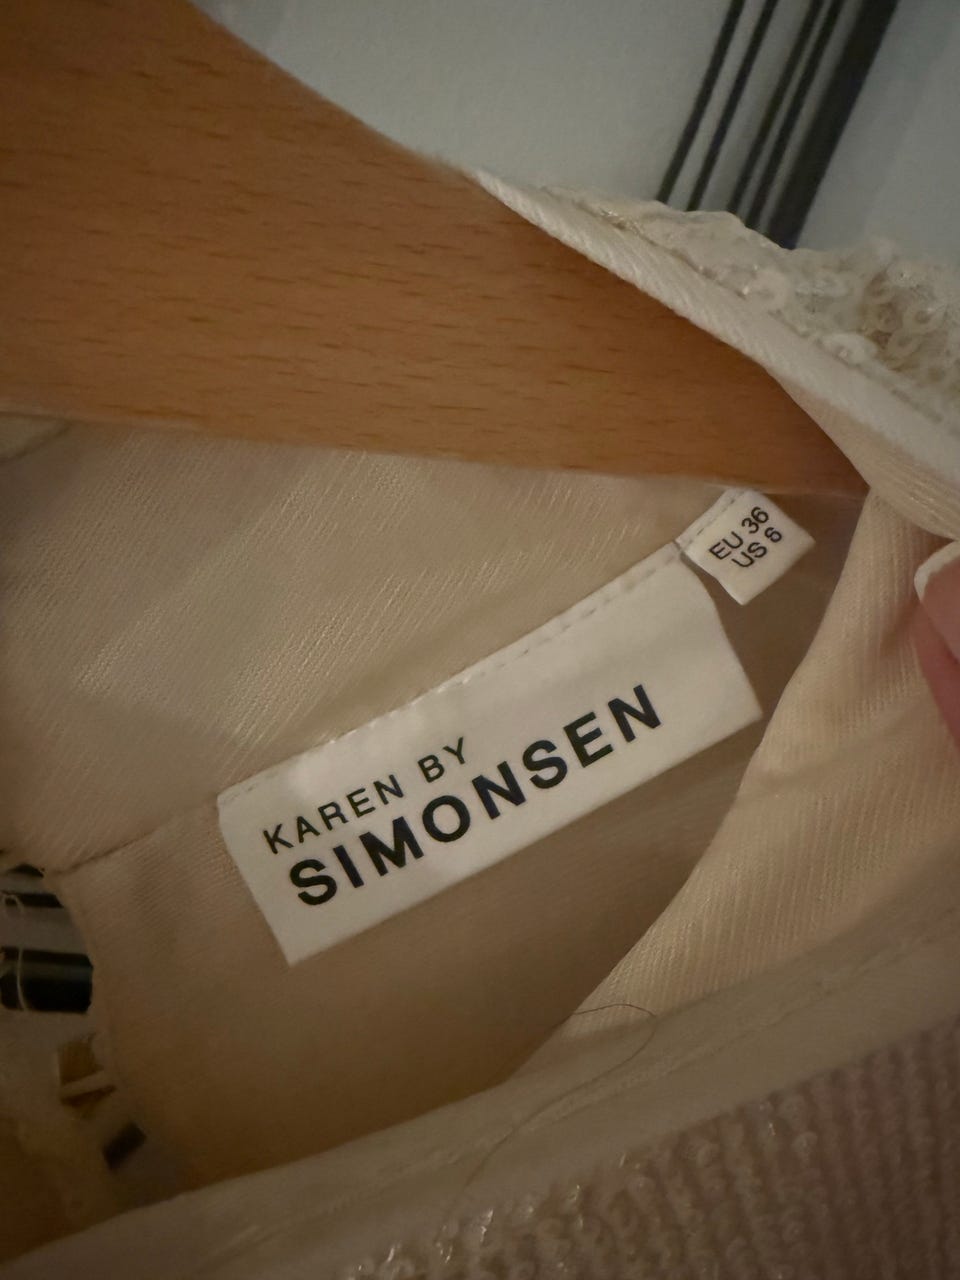 EU 36
US 6
KAREN BY
SIMONSEN